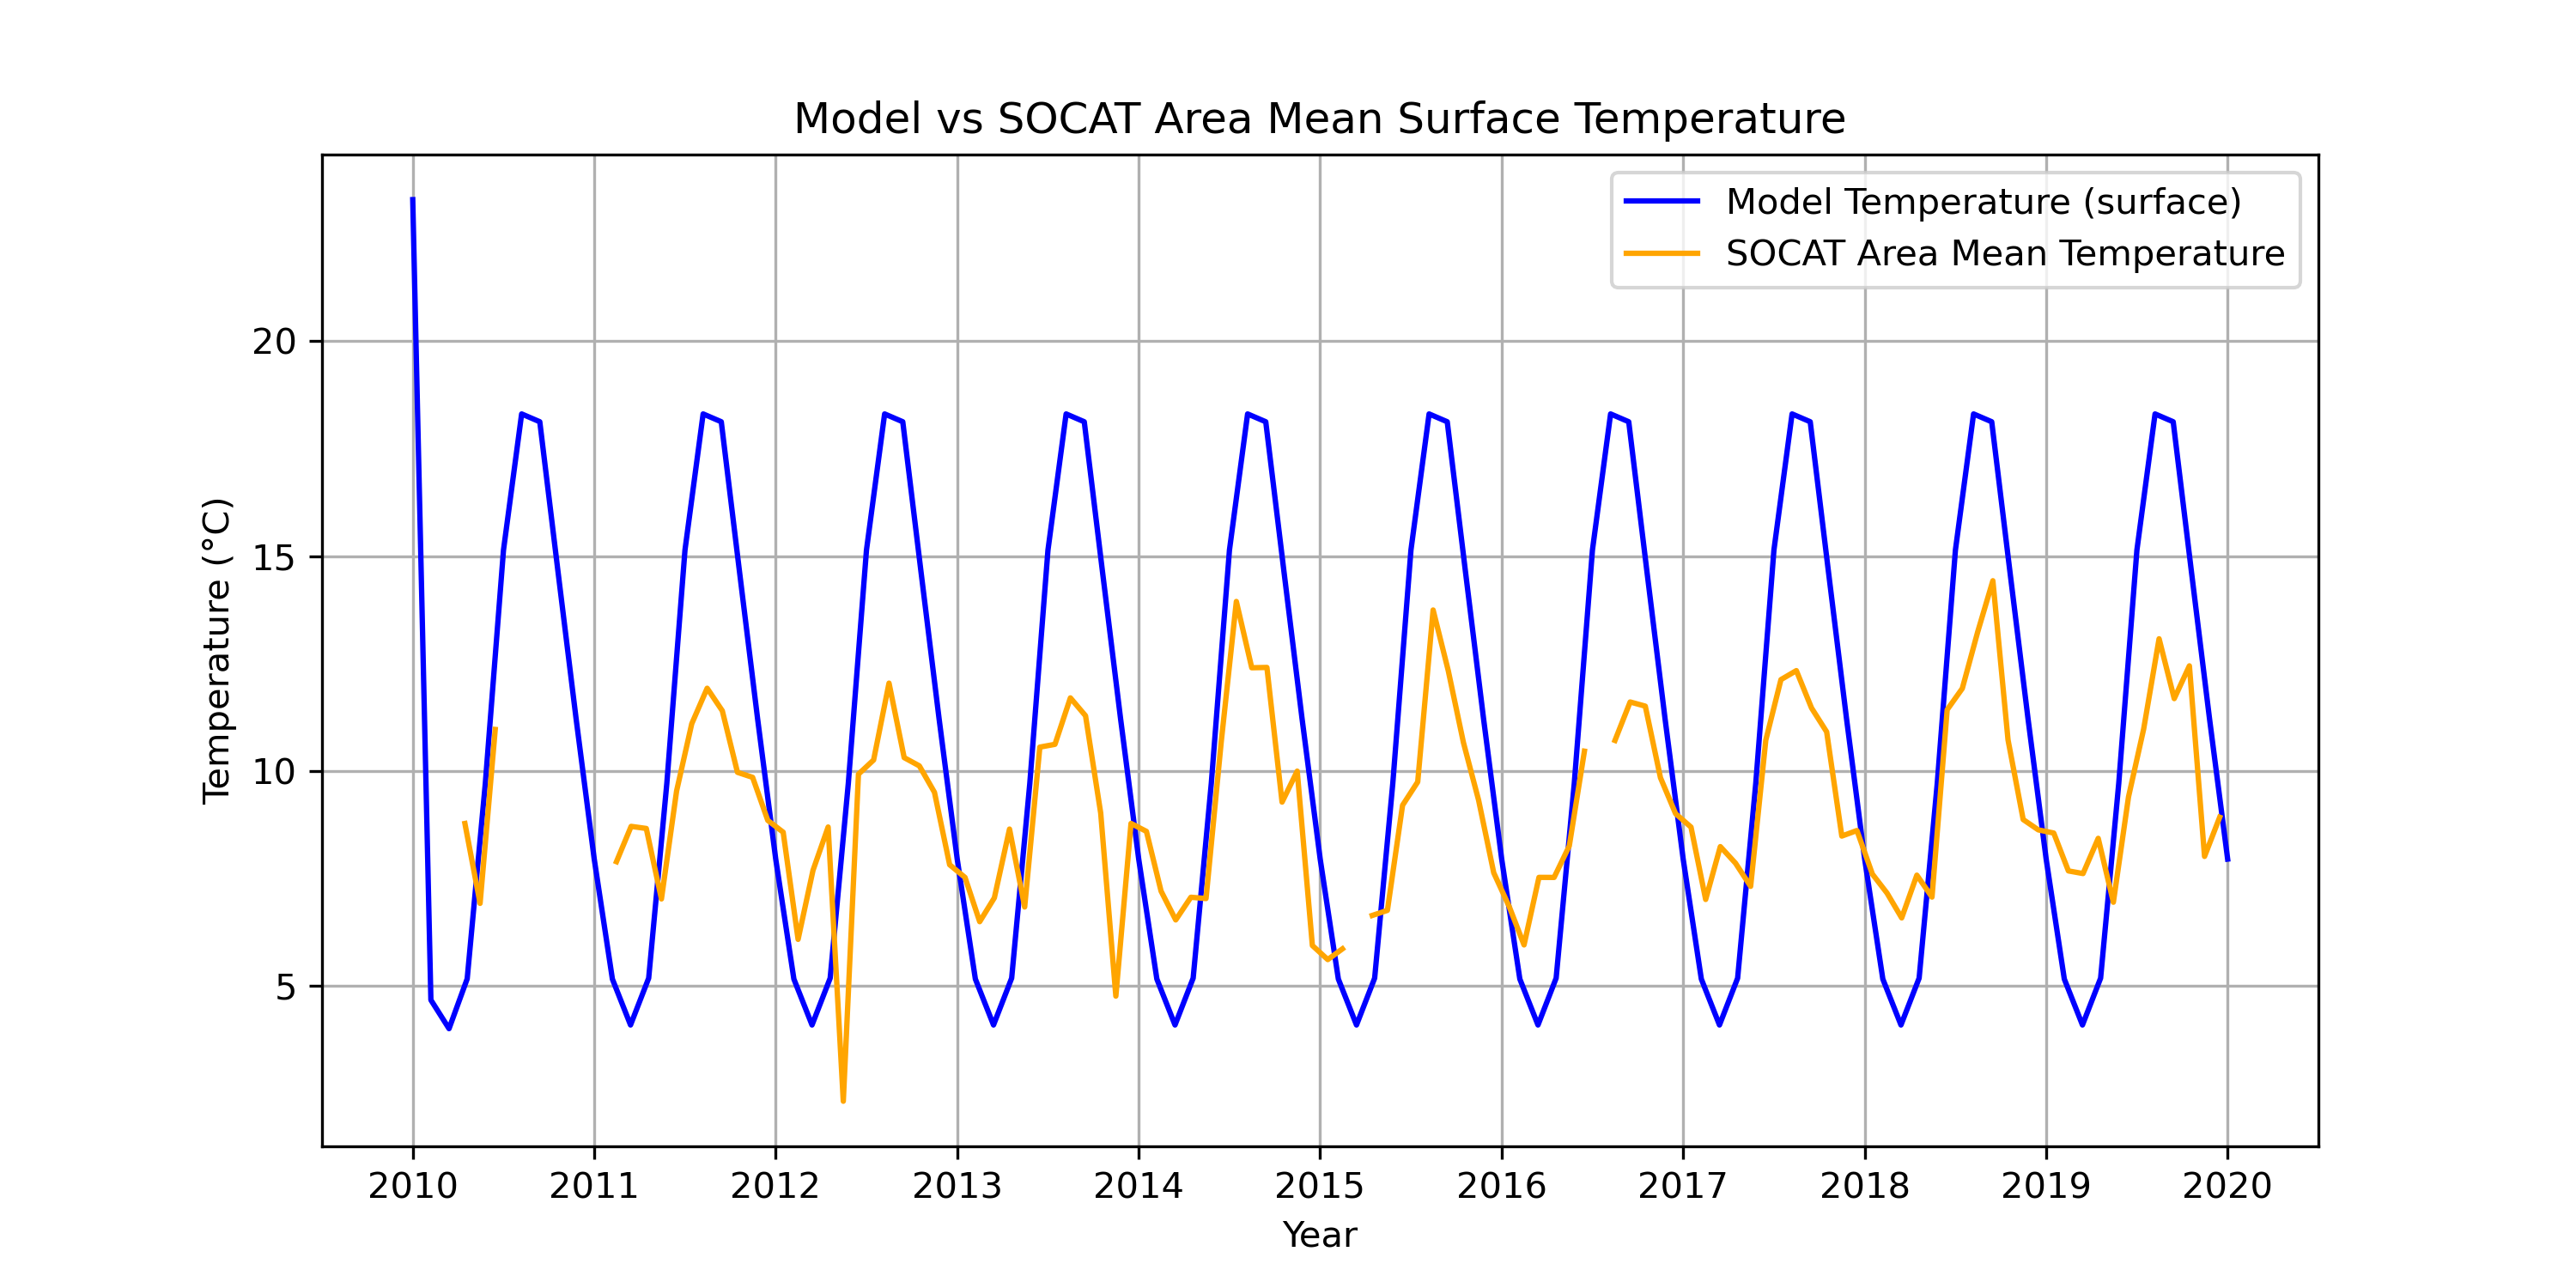 Model vs SOCAT Area Mean Surface Temperature
Model Temperature (surface)
SOCAT Area Mean Temperature
Temperature (°C)
20
15
10
5
2010 2011 2012 2013 2014 2015 2016 2017 2018 2019 2020
Year